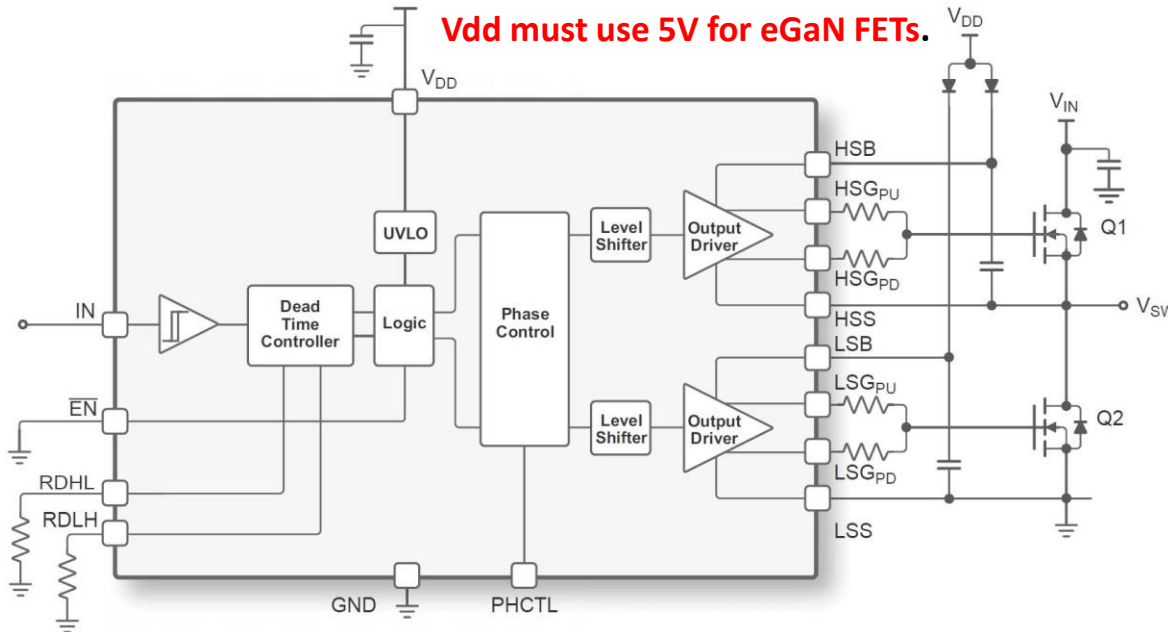 Vdd must use 5V for eGaN FETs.
VDD
VDD
VIN
HSB
HSGPU
UVLO
Level
Shifter
Output
Driver
Q1
HSGPD
IN
Dead
Time
Controller
Logic
Phase
Control
HSS
VSW
LSB
LSGPU
EN
Level
Shifter
Output
Driver
Q2
LSGPD
RDHL
RDLH
LSS
GND
PHCTL